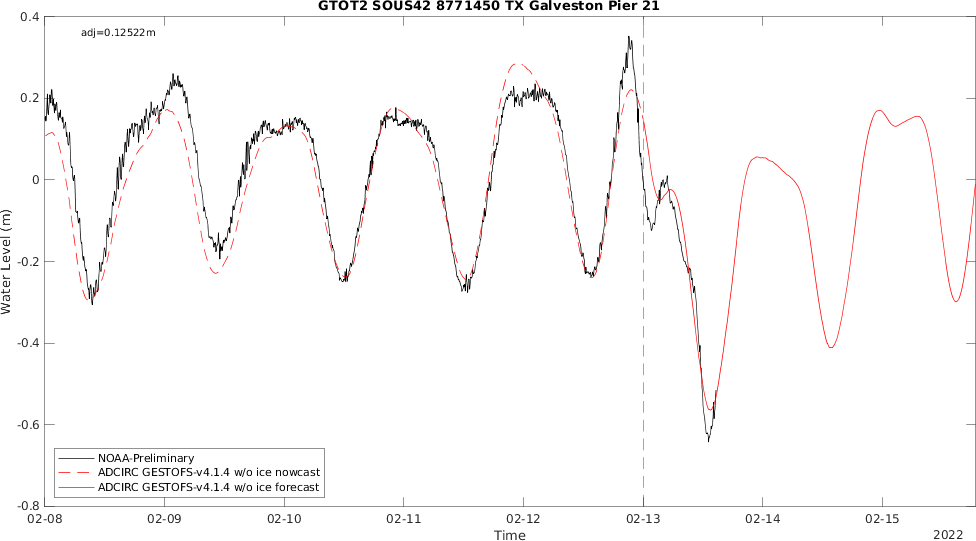 GTOT2 SOUS42 8771450 TX Galveston Pier 21
adj=0.12522m
0.4
0.2
0
-0.2
-0.4
-0.6
-0.8
Water Level (m)
NOAA-Preliminary
ADCIRC GESTOFS-v4.1.4 w/o ice nowcast
ADCIRC GESTOFS-v4.1.4 w/o ice forecast
02-08 02-09 02-10 02-11 02-12 02-13 02-14 02-15
Time
2022